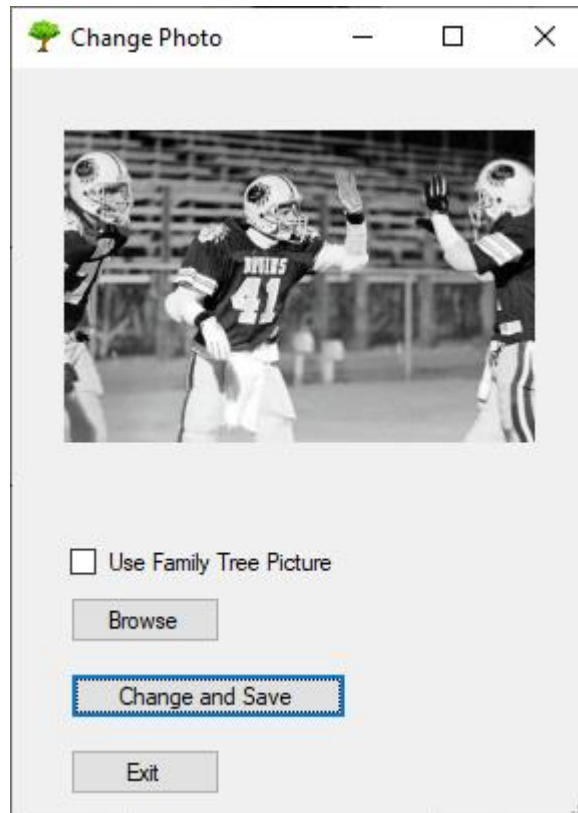 Change Photo
BRUINS
41
Use Family Tree Picture
Browse
Change and Save
Exit